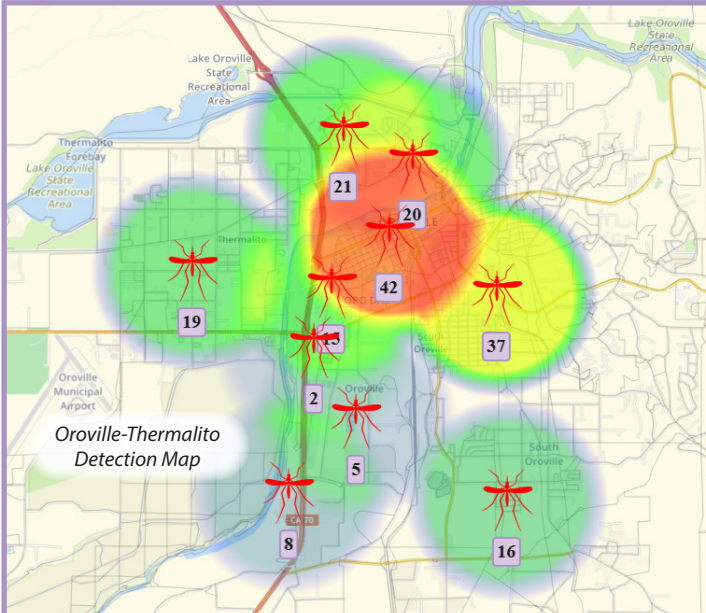 Lake Oroville
State
Recreational
Area
Lake Oroville
State
Recreational
Area
Thermalito
Forebay
Lake Oroville
State
Recreational
Area
21
20
Thermalito
42
19
37
South
Oroville
Oroville
Municipal
Airport
2
Oroville
Oroville-Thermalito
Detection Map
5
South
Oroville
CA 70
8
16